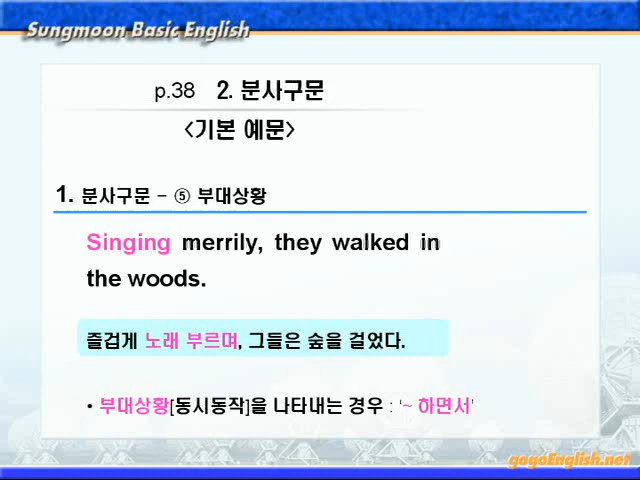 Sungmoon Basic English
p.38 2. 분사구문
<기본 예문>
1. 분사구문 - ⑤ 부대상황
Singing merrily, they walked in
the woods.
즐겁게 노래 부르며, 그들은 숲을 걸었다.
• 부대상황[동시동작]을 나타내는 경우 : '~ 하면서'
gogoEnglish.net